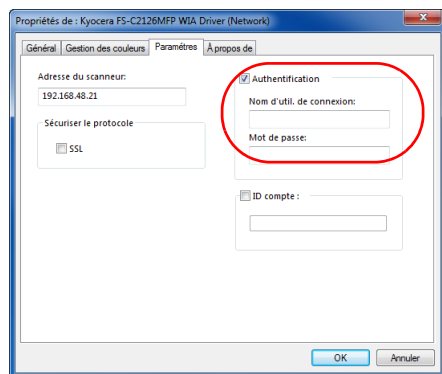 Propriétés de : Kyocera FS-C2126MFP WIA Driver (Network)
Général Gestion des couleurs Paramètres À propos de
Adresse du scanneur:
192.168.48.21
Sécuriser le protocole
SSL
Authentification
Nom d'util. de connexion:
Mot de passe:
ID compte :
OK Annuler